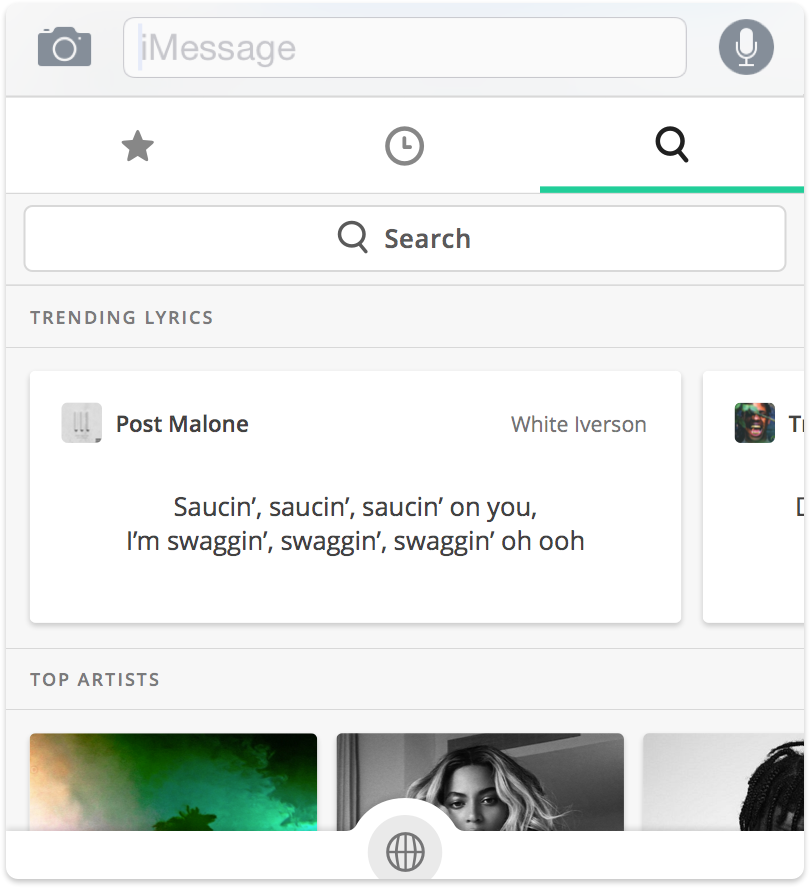 iMessage
Search
TRENDING LYRICS
Post Malone
White Iverson
Saucin’, saucin’, saucin’ on you,
I’m swaggin’, swaggin’, swaggin’ oh ooh
TOP ARTISTS